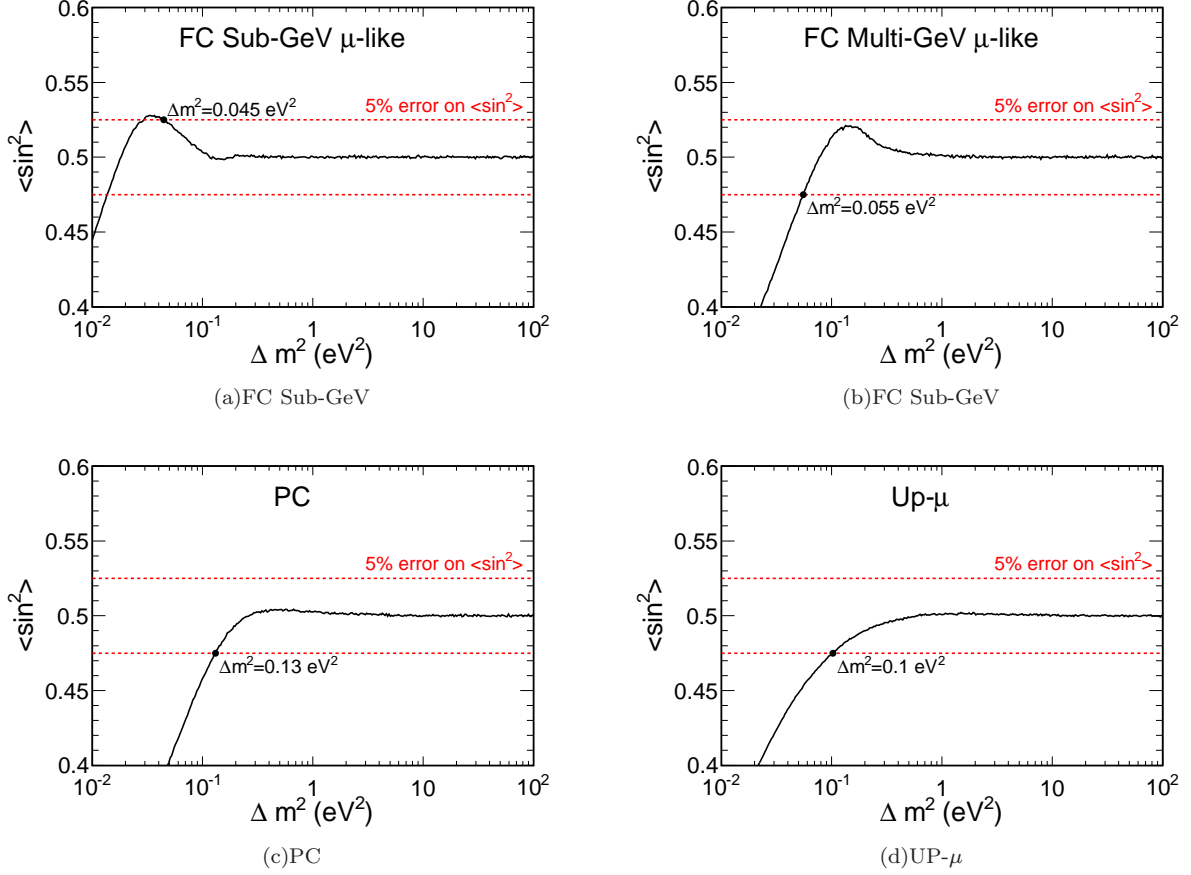 FC Sub-GeV μ-like
Δm²=0.045 eV²
5% error on <sin²>
<sin²>
0.6
0.55
0.5
0.45
0.4
10⁻² 10⁻¹ 1 10 10²
Δ m² (eV²)
(a)FC Sub-GeV
FC Multi-GeV μ-like
5% error on <sin²>
Δm²=0.055 eV²
<sin²>
0.6
0.55
0.5
0.45
0.4
10⁻² 10⁻¹ 1 10 10²
Δ m² (eV²)
(b)FC Sub-GeV
PC
5% error on <sin²>
Δm²=0.13 eV²
<sin²>
0.6
0.55
0.5
0.45
0.4
10⁻² 10⁻¹ 1 10 10²
Δ m² (eV²)
(c)PC
Up-μ
5% error on <sin²>
Δm²=0.1 eV²
<sin²>
0.6
0.55
0.5
0.45
0.4
10⁻² 10⁻¹ 1 10 10²
Δ m² (eV²)
(d)UP-μ